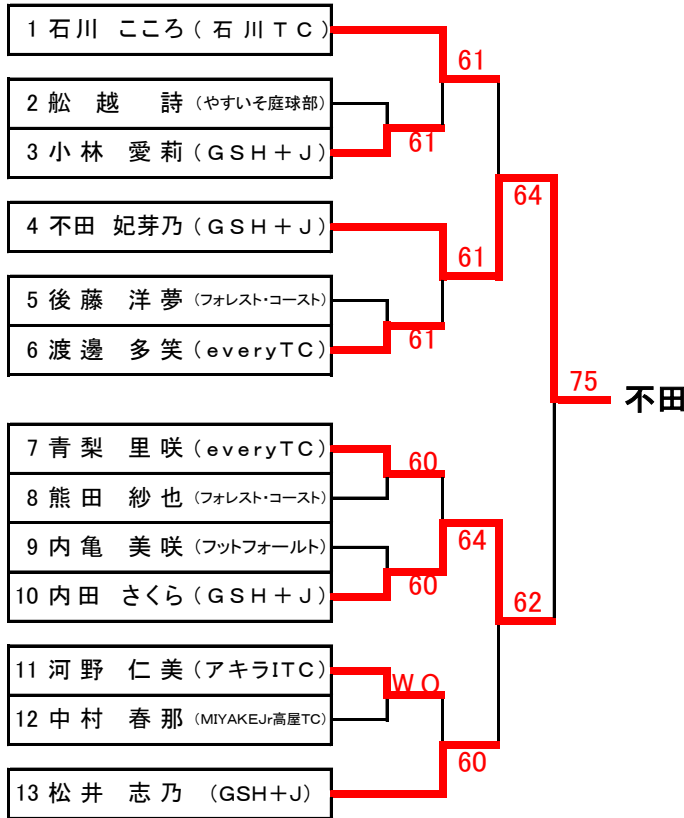 1 石川 こころ (石川TC)
61
2 舩越 詩 (やすいそ庭球部)
61
3 小林 愛莉 (GSH+J)
64
4 不田 妃芽乃 (GSH+J)
61
5 後藤 洋夢 (フォレスト・コースト)
61
6 渡邊 多笑 (everyTC)
75
不田
7 青梨 里咲 (everyTC)
60
8 熊田 紗也 (フォレスト・コースト)
64
9 内亀 美咲 (フットフォールト)
60
10 内田 さくら (GSH+J)
62
11 河野 仁美 (アキラITC)
WO
12 中村 春那 (MIYAKEJr高屋TC)
60
13 松井 志乃 (GSH+J)